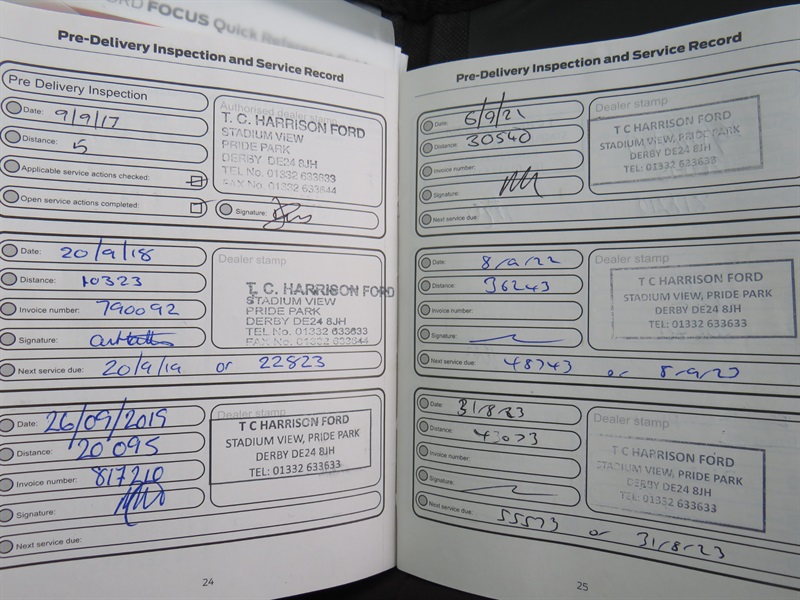 FORD FOCUS Quick Reference
Pre-Delivery Inspection and Service Record
Pre Delivery Inspection
Date: 9/9/17
Distance: 5
Applicable service actions checked:
Open service actions completed:
Authorised dealer stamp
T. C. HARRISON FORD
STADIUM VIEW
PRIDE PARK
DERBY DE24 8JH
TEL No. 01332 633633
FAX No. 01332 633644
Signature:
Date: 20/9/18
Distance: 10323
Invoice number: 790092
Signature:
Next service due: 20/9/19 or 22823
Dealer stamp
T. C. HARRISON FORD
STADIUM VIEW
PRIDE PARK
DERBY DE24 8JH
TEL No. 01332 633633
FAX No. 01332 633644
Date: 26/09/2019
Distance: 20095
Invoice number: 817210
Signature:
Next service due:
Dealer stamp
T C HARRISON FORD
STADIUM VIEW, PRIDE PARK
DERBY DE24 8JH
TEL: 01332 633633
24
Pre-Delivery Inspection and Service Record
Date: 6/9/21
Distance: 30540
Invoice number:
Signature:
Next service due:
Dealer stamp
T C HARRISON FORD
STADIUM VIEW, PRIDE PARK
DERBY DE24 8JH
TEL: 01332 633633
Date: 8/9/22
Distance: 36243
Invoice number:
Signature:
Next service due: 48743 or 8/9/23
Dealer stamp
T C HARRISON FORD
STADIUM VIEW, PRIDE PARK
DERBY DE24 8JH
TEL: 01332 633633
Date: 31/8/23
Distance: 43073
Invoice number:
Signature:
Next service due: 55573 or 31/8/23
Dealer stamp
T C HARRISON FORD
STADIUM VIEW, PRIDE PARK
DERBY DE24 8JH
TEL: 01332 633633
25